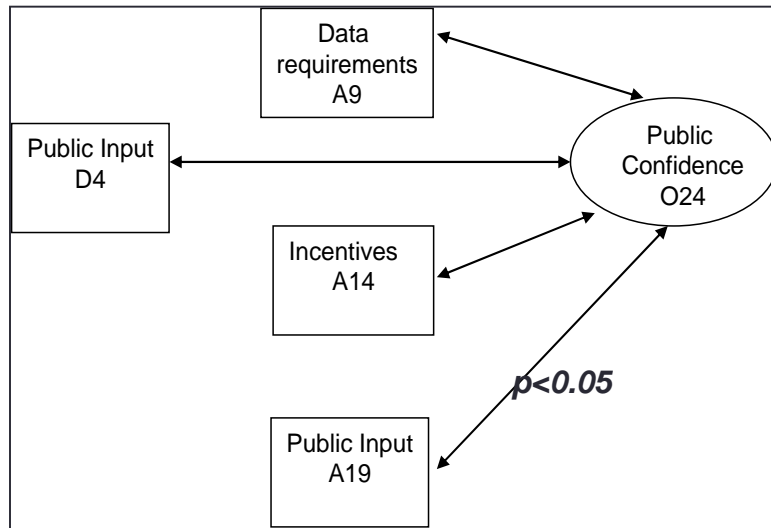 Data
requirements
A9
Public Input
D4
Public
Confidence
O24
Incentives
A14
p<0.05
Public Input
A19